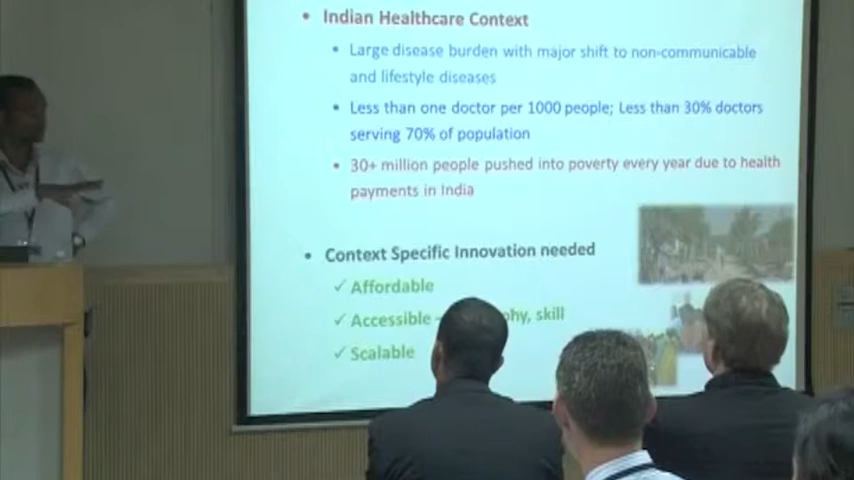 • Indian Healthcare Context
• Large disease burden with major shift to non-communicable
and lifestyle diseases
• Less than one doctor per 1000 people; Less than 30% doctors
serving 70% of population
• 30+ million people pushed into poverty every year due to health
payments in India
• Context Specific Innovation needed
✓ Affordable
✓ Accessible – skill
✓ Scalable